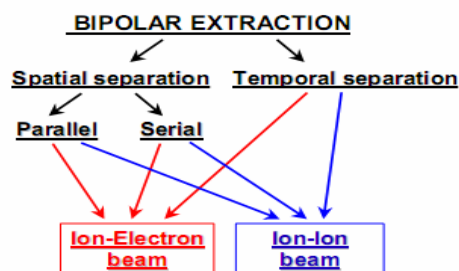 BIPOLAR EXTRACTION
Spatial separation Temporal separation
Parallel Serial
Ion-Electron Ion-Ion
beam beam